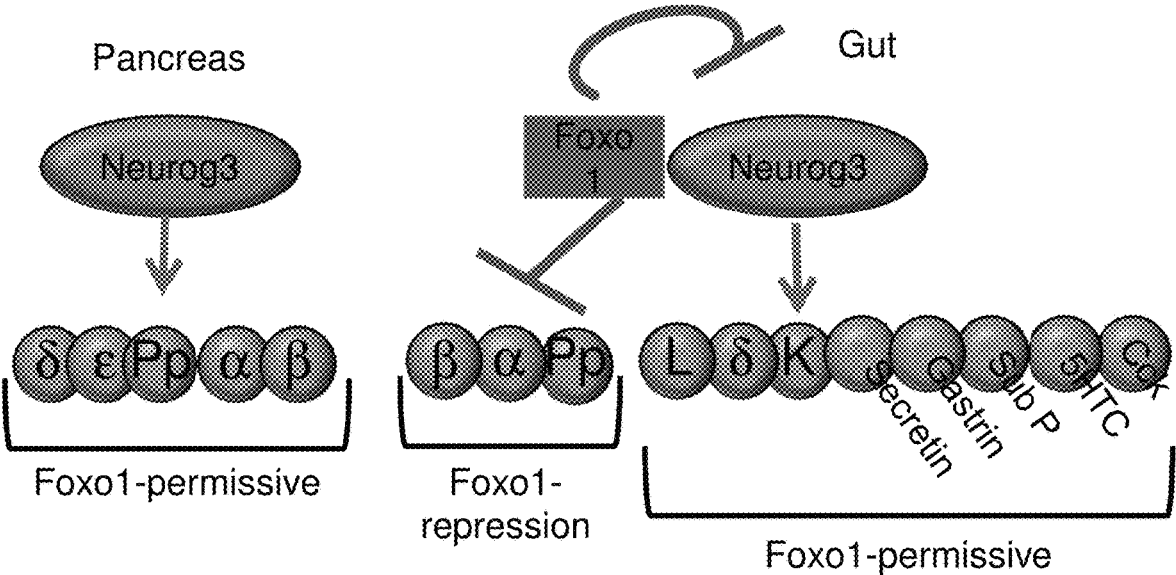 Pancreas
Gut
Neurog3
Foxo
1
Neurog3
δ ε Pp α β
β α Pp
L δ K
Secretin
Gastrin
Sub P
5HTC
Cck
Foxo1-permissive
Foxo1-
repression
Foxo1-permissive